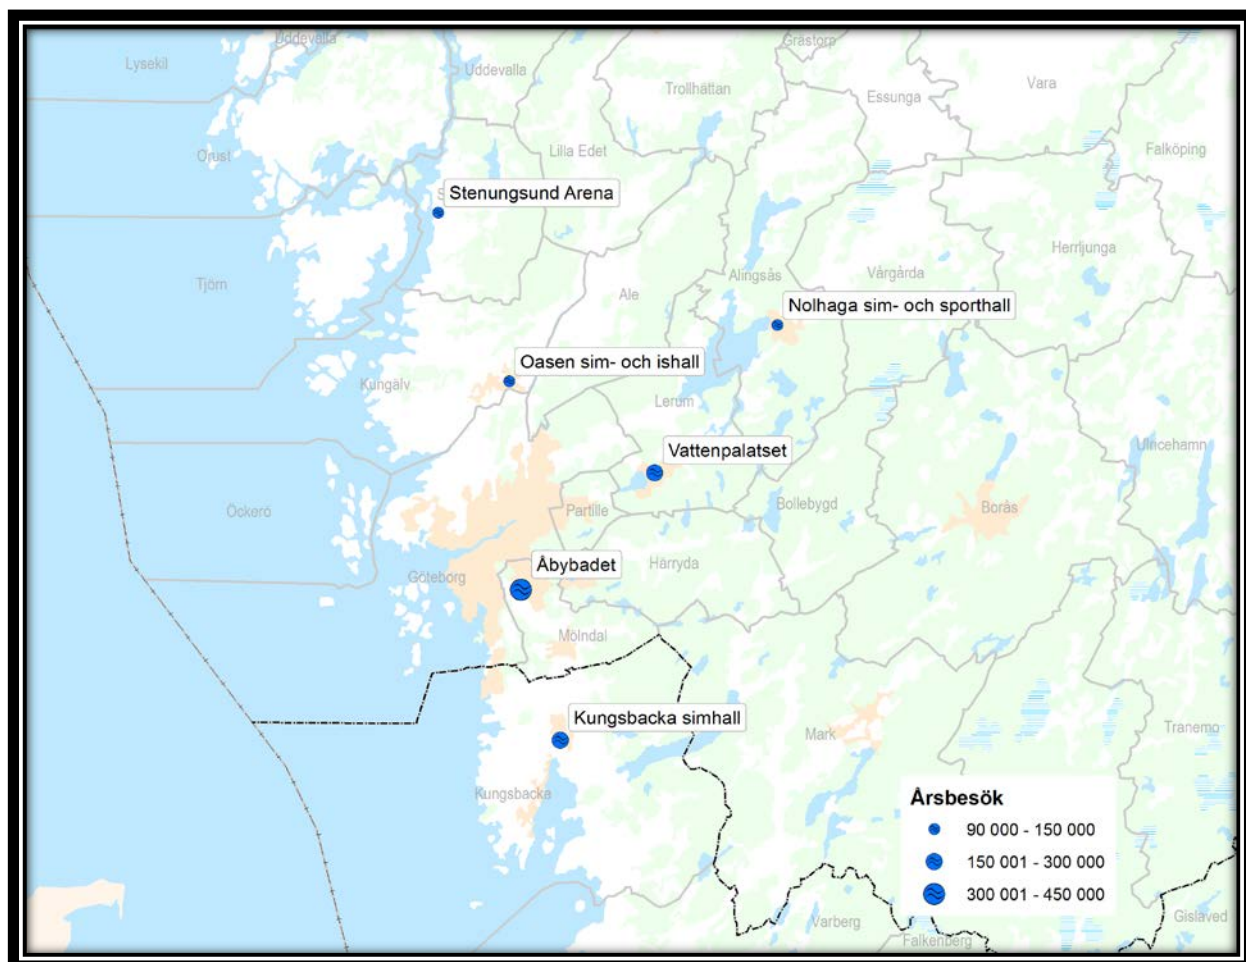 Uddevalla
Grästorp
Lysekil
Uddevalla
Trollhättan
Vara
Essunga
Orust
Lilla Edet
Falköping
Stenungsund Arena
Herrljunga
Tjörn
Alingsås
Vårgårda
Ale
Nolhaga sim- och sporthall
Oasen sim- och ishall
Kungälv
Lerum
Vattenpalatset
Ulricehamn
Öckerö
Partille
Bollebygd
Borås
Åbybadet
Härryda
Göteborg
Mölndal
Kungsbacka simhall
Mark
Tranemo
Kungsbacka
Årsbesök
90 000 - 150 000
150 001 - 300 000
300 001 - 450 000
Varberg
Gislaved
Falkenberg